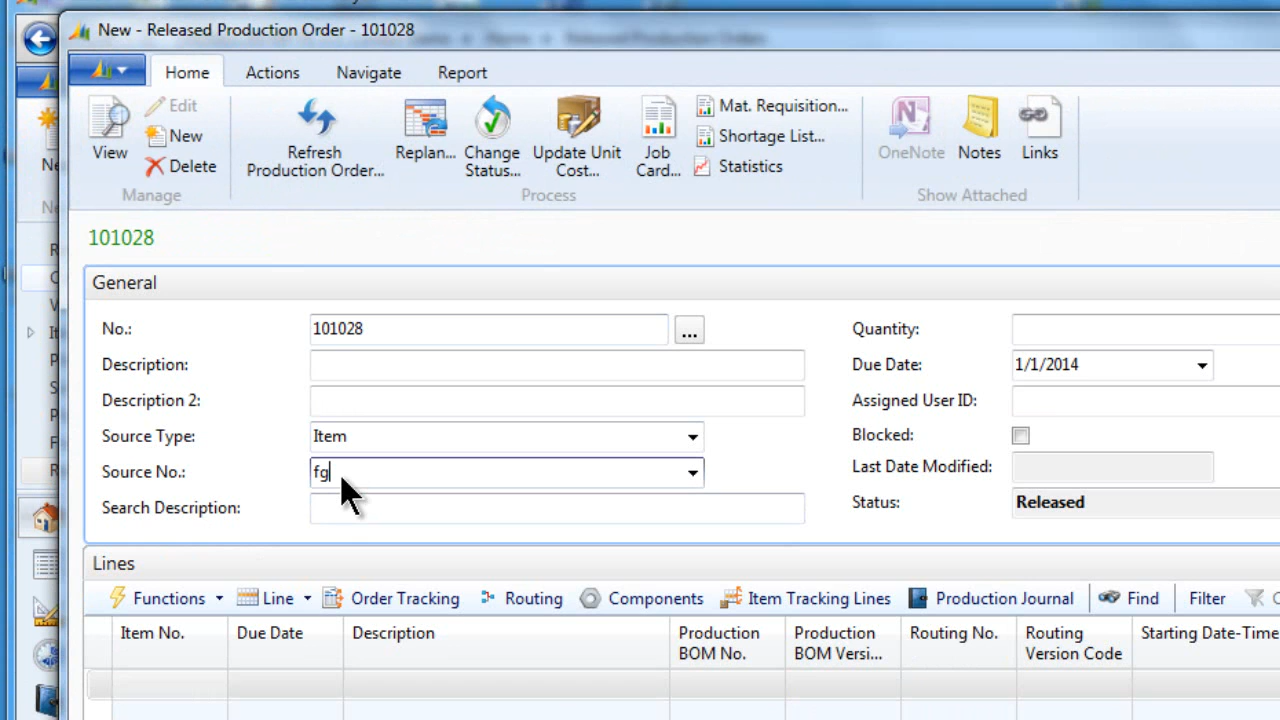 New - Released Production Order - 101028
Home Actions Navigate Report
View
Edit
New
Delete
Manage
Refresh
Production Order...
Replan...
Change
Status...
Update Unit
Cost...
Job
Card...
Mat. Requisition...
Shortage List...
Statistics
Process
OneNote
Notes
Links
Show Attached
101028
General
No.: 101028 ...
Description:
Description 2:
Source Type: Item
Source No.: fg
Search Description:
Quantity:
Due Date: 1/1/2014
Assigned User ID:
Blocked:
Last Date Modified:
Status: Released
Lines
Functions Line Order Tracking Routing Components Item Tracking Lines Production Journal Find Filter
Item No.
Due Date
Description
Production
BOM No.
Production
BOM Versi...
Routing No.
Routing
Version Code
Starting Date-Time